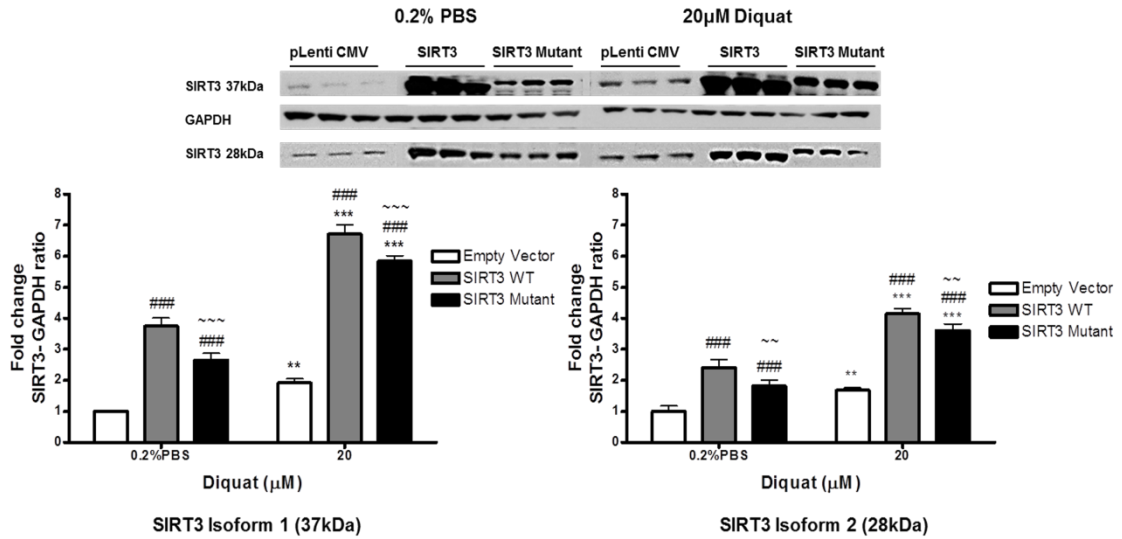 0.2% PBS 20µM Diquat
pLenti CMV SIRT3 SIRT3 Mutant pLenti CMV SIRT3 SIRT3 Mutant
SIRT3 37kDa
GAPDH
SIRT3 28kDa
Fold change
SIRT3- GAPDH ratio
8
7
6
5
4
3
2
1
0
###
~~~
###
**
###
***
~~~
###
***
Empty Vector
SIRT3 WT
SIRT3 Mutant
0.2%PBS 20
Diquat (µM)
SIRT3 Isoform 1 (37kDa)
Fold change
SIRT3- GAPDH ratio
8
7
6
5
4
3
2
1
0
###
~~
###
**
###
***
~~
###
***
Empty Vector
SIRT3 WT
SIRT3 Mutant
0.2%PBS 20
Diquat (µM)
SIRT3 Isoform 2 (28kDa)